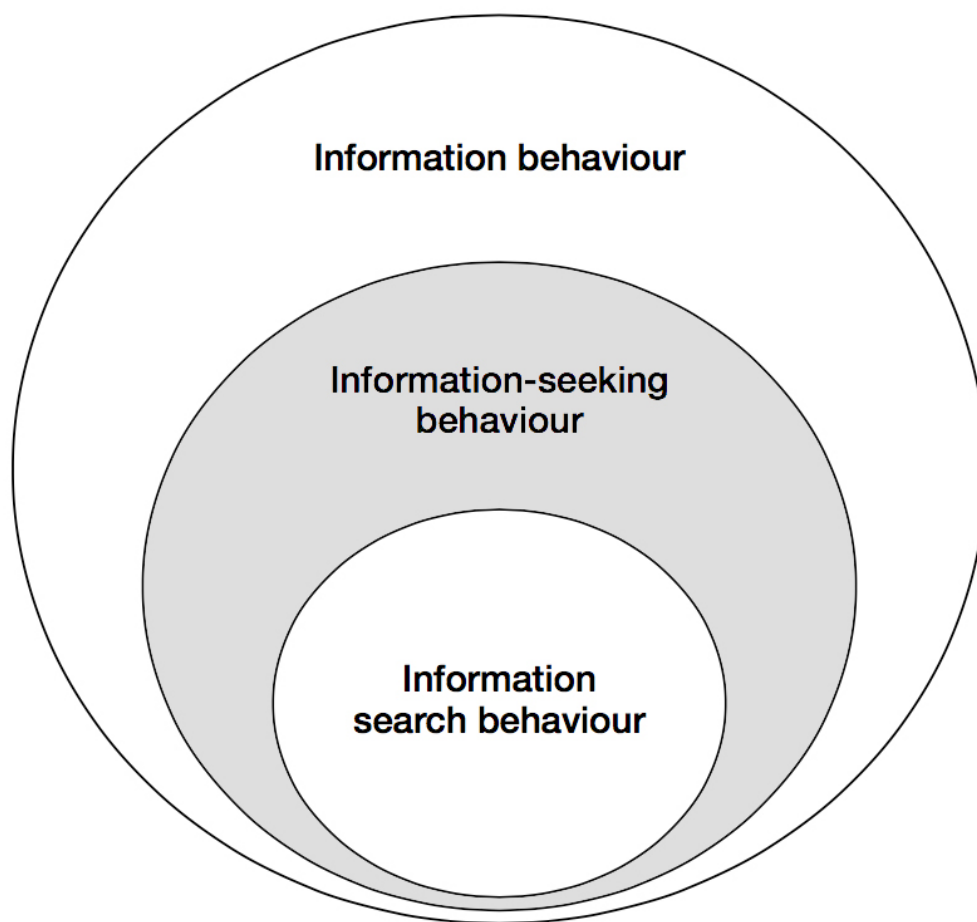 Information behaviour
Information-seeking
behaviour
Information
search behaviour